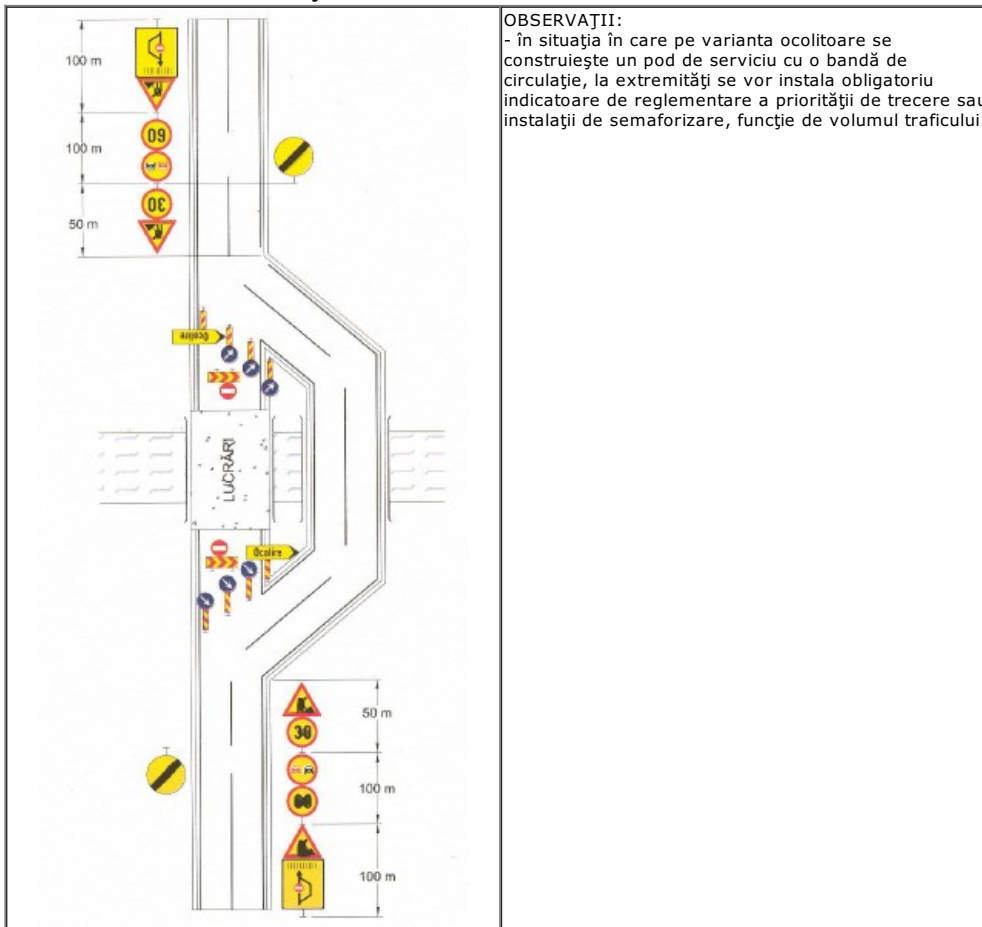 OBSERVAŢII:
- în situaţia în care pe varianta ocolitoare se
construieşte un pod de serviciu cu o bandă de
circulaţie, la extremităţi se vor instala obligatoriu
indicatoare de reglementare a priorităţii de trecere sau
instalaţii de semaforizare, funcţie de volumul traficului.
100 m
60
100 m
30
50 m
Ocolire
LUCRĂRI
Ocolire
50 m
30
100 m
60
100 m